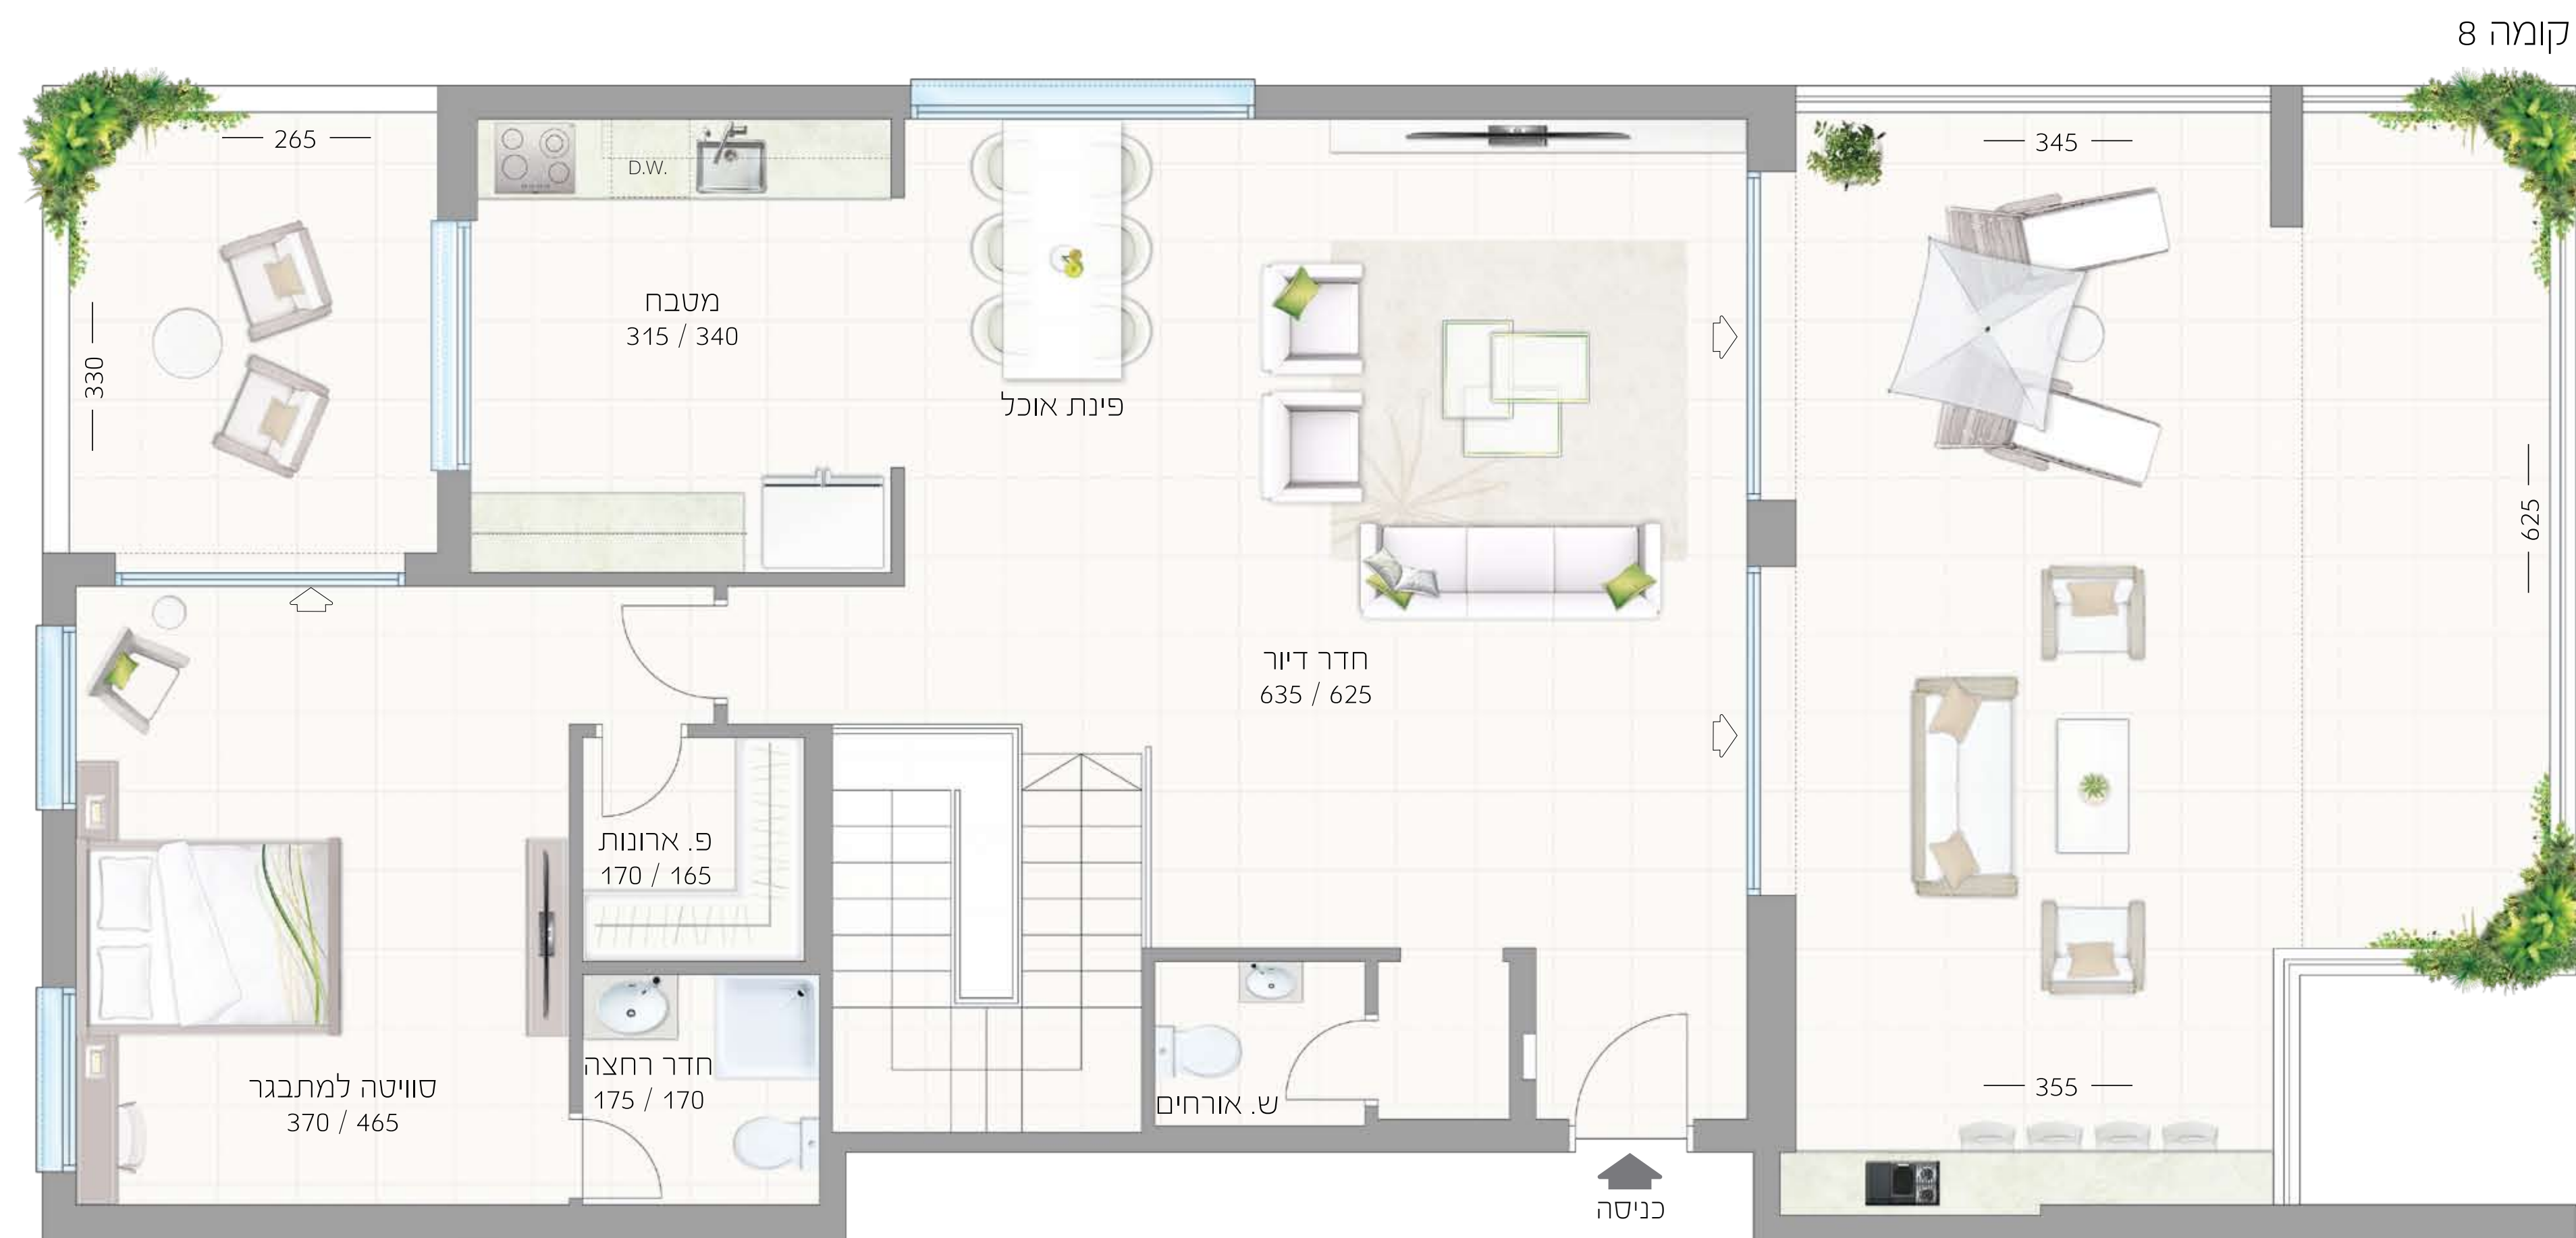 קומה 8
265
345
D.W.
מטבח
315 / 340
330
פינת אוכל
625
חדר דיור
635 / 625
פ. ארונות
170 / 165
חדר רחצה
175 / 170
סוויטה למתבגר
370 / 465
ש. אורחים
355
כניסה